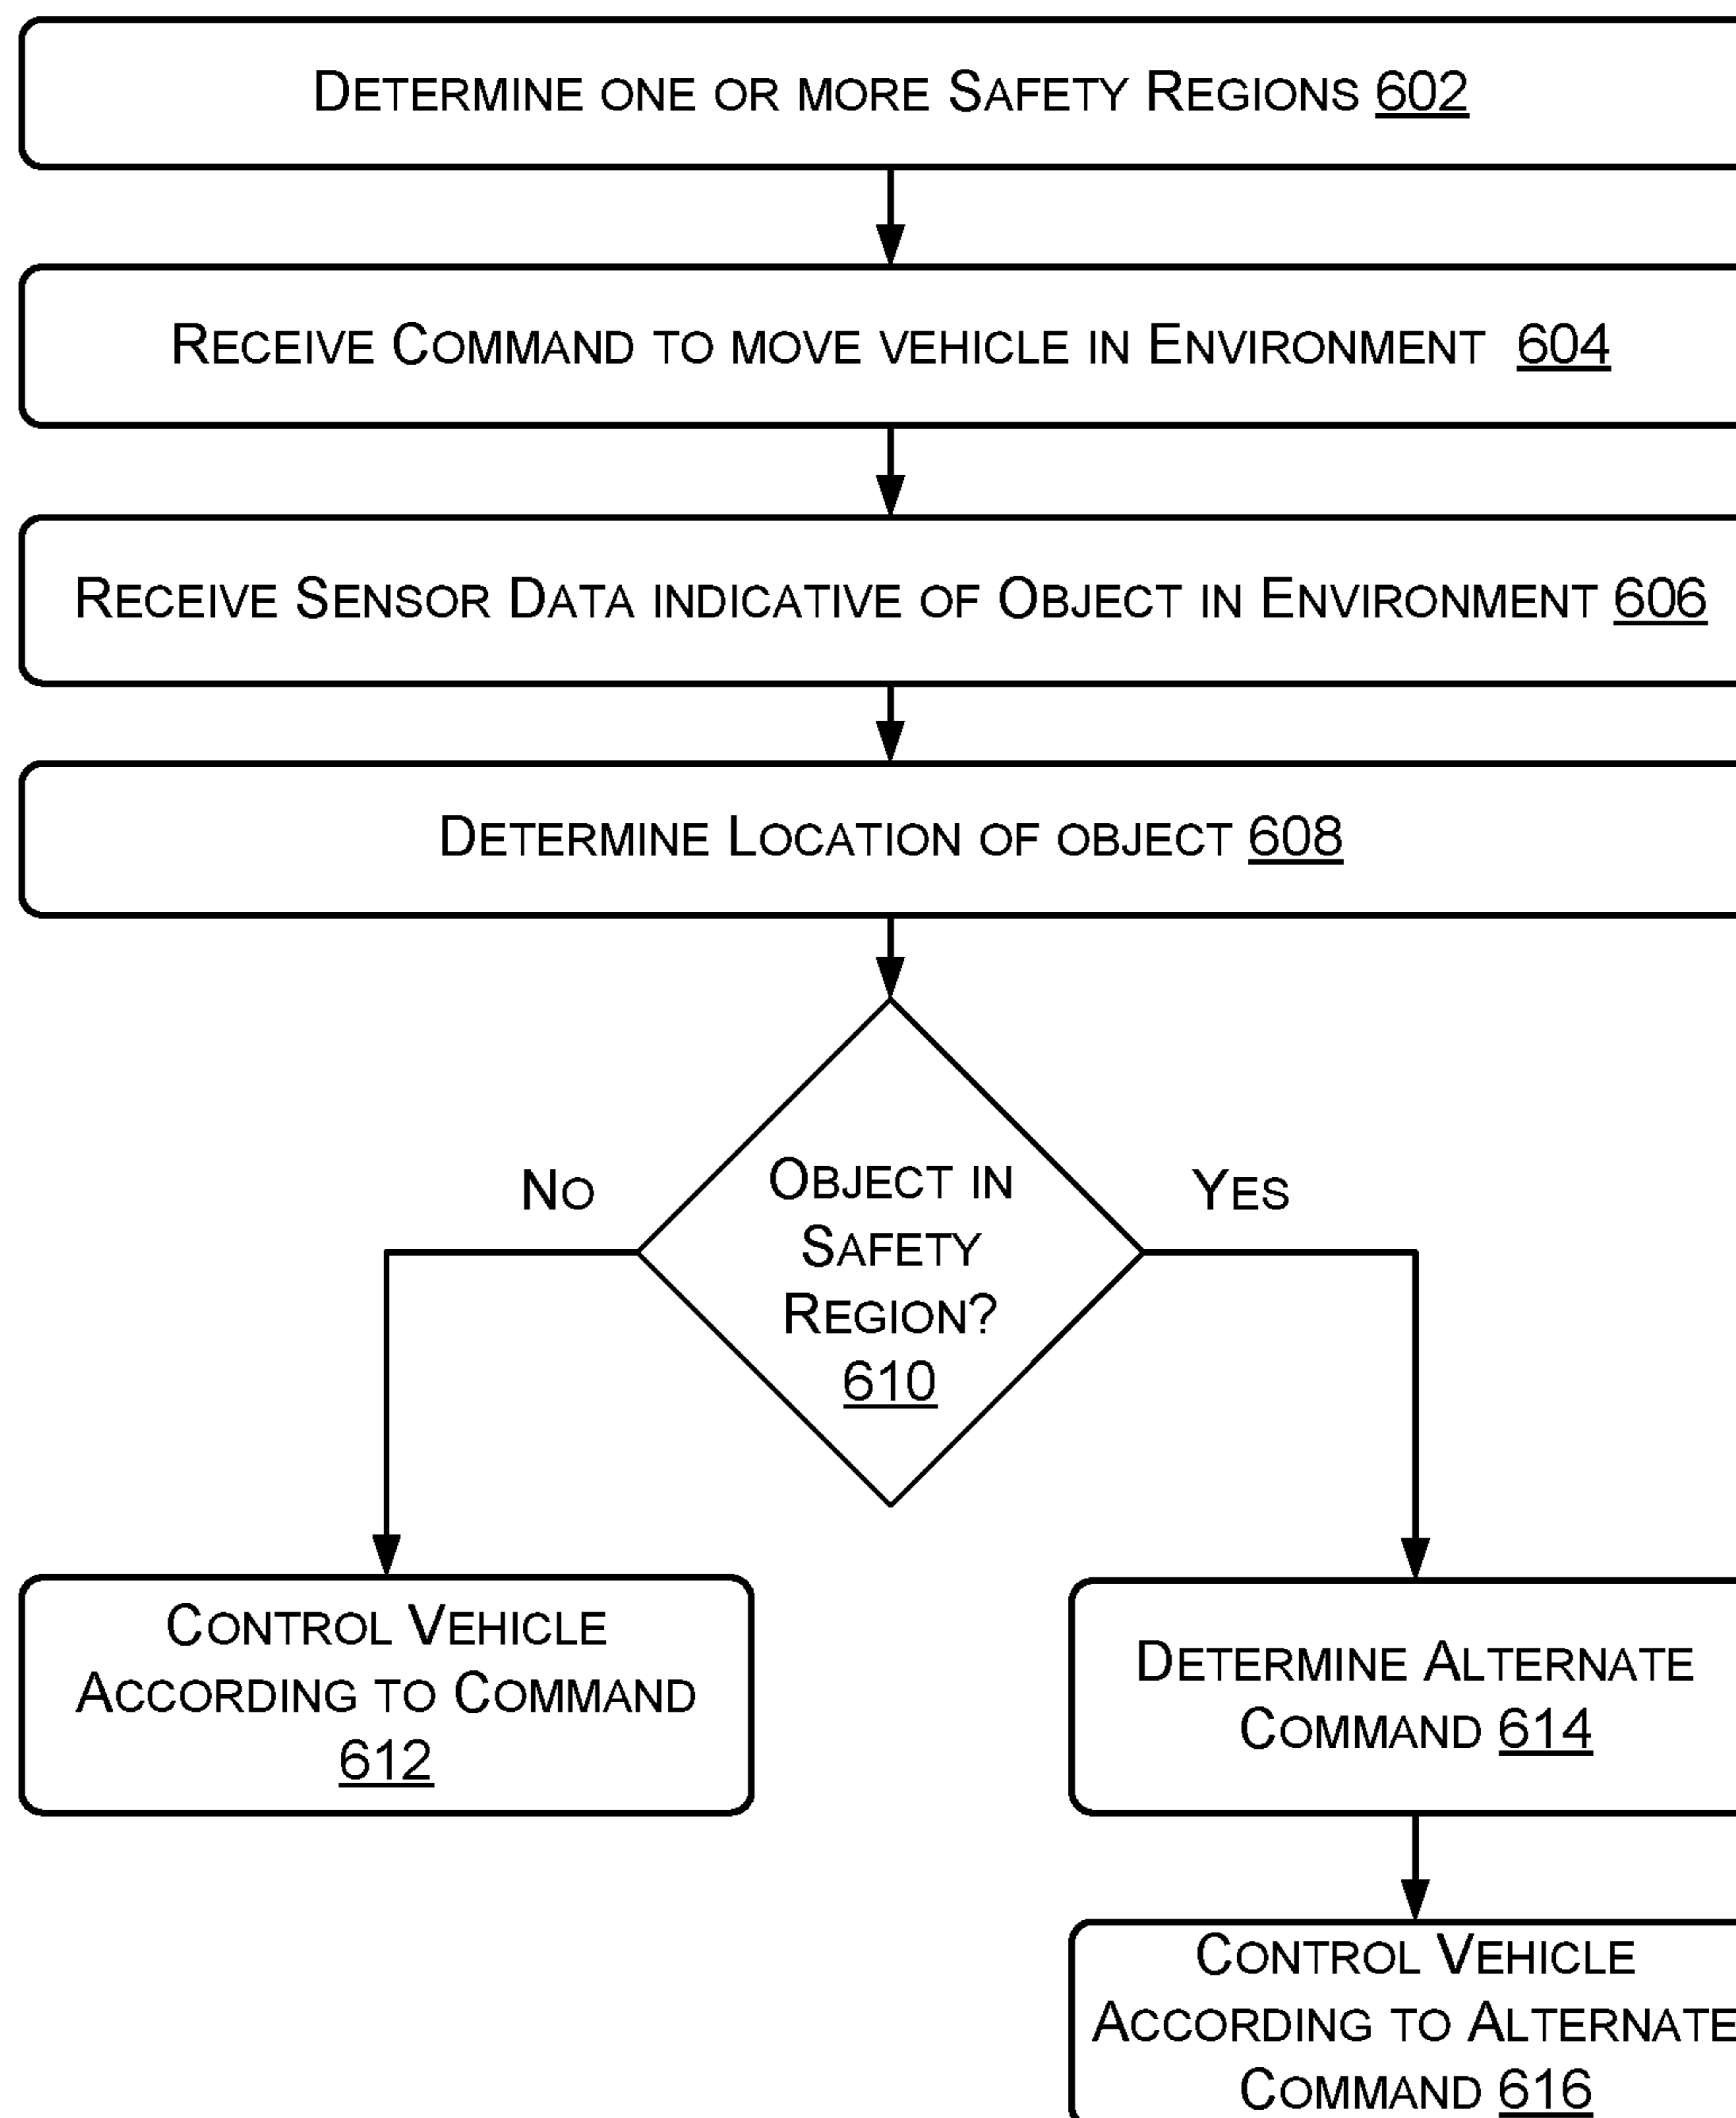 DETERMINE ONE OR MORE SAFETY REGIONS 602
RECEIVE COMMAND TO MOVE VEHICLE IN ENVIRONMENT 604
RECEIVE SENSOR DATA INDICATIVE OF OBJECT IN ENVIRONMENT 606
DETERMINE LOCATION OF OBJECT 608
NO
OBJECT IN
SAFETY
REGION?
610
YES
CONTROL VEHICLE
ACCORDING TO COMMAND
612
DETERMINE ALTERNATE
COMMAND 614
CONTROL VEHICLE
ACCORDING TO ALTERNATE
COMMAND 616